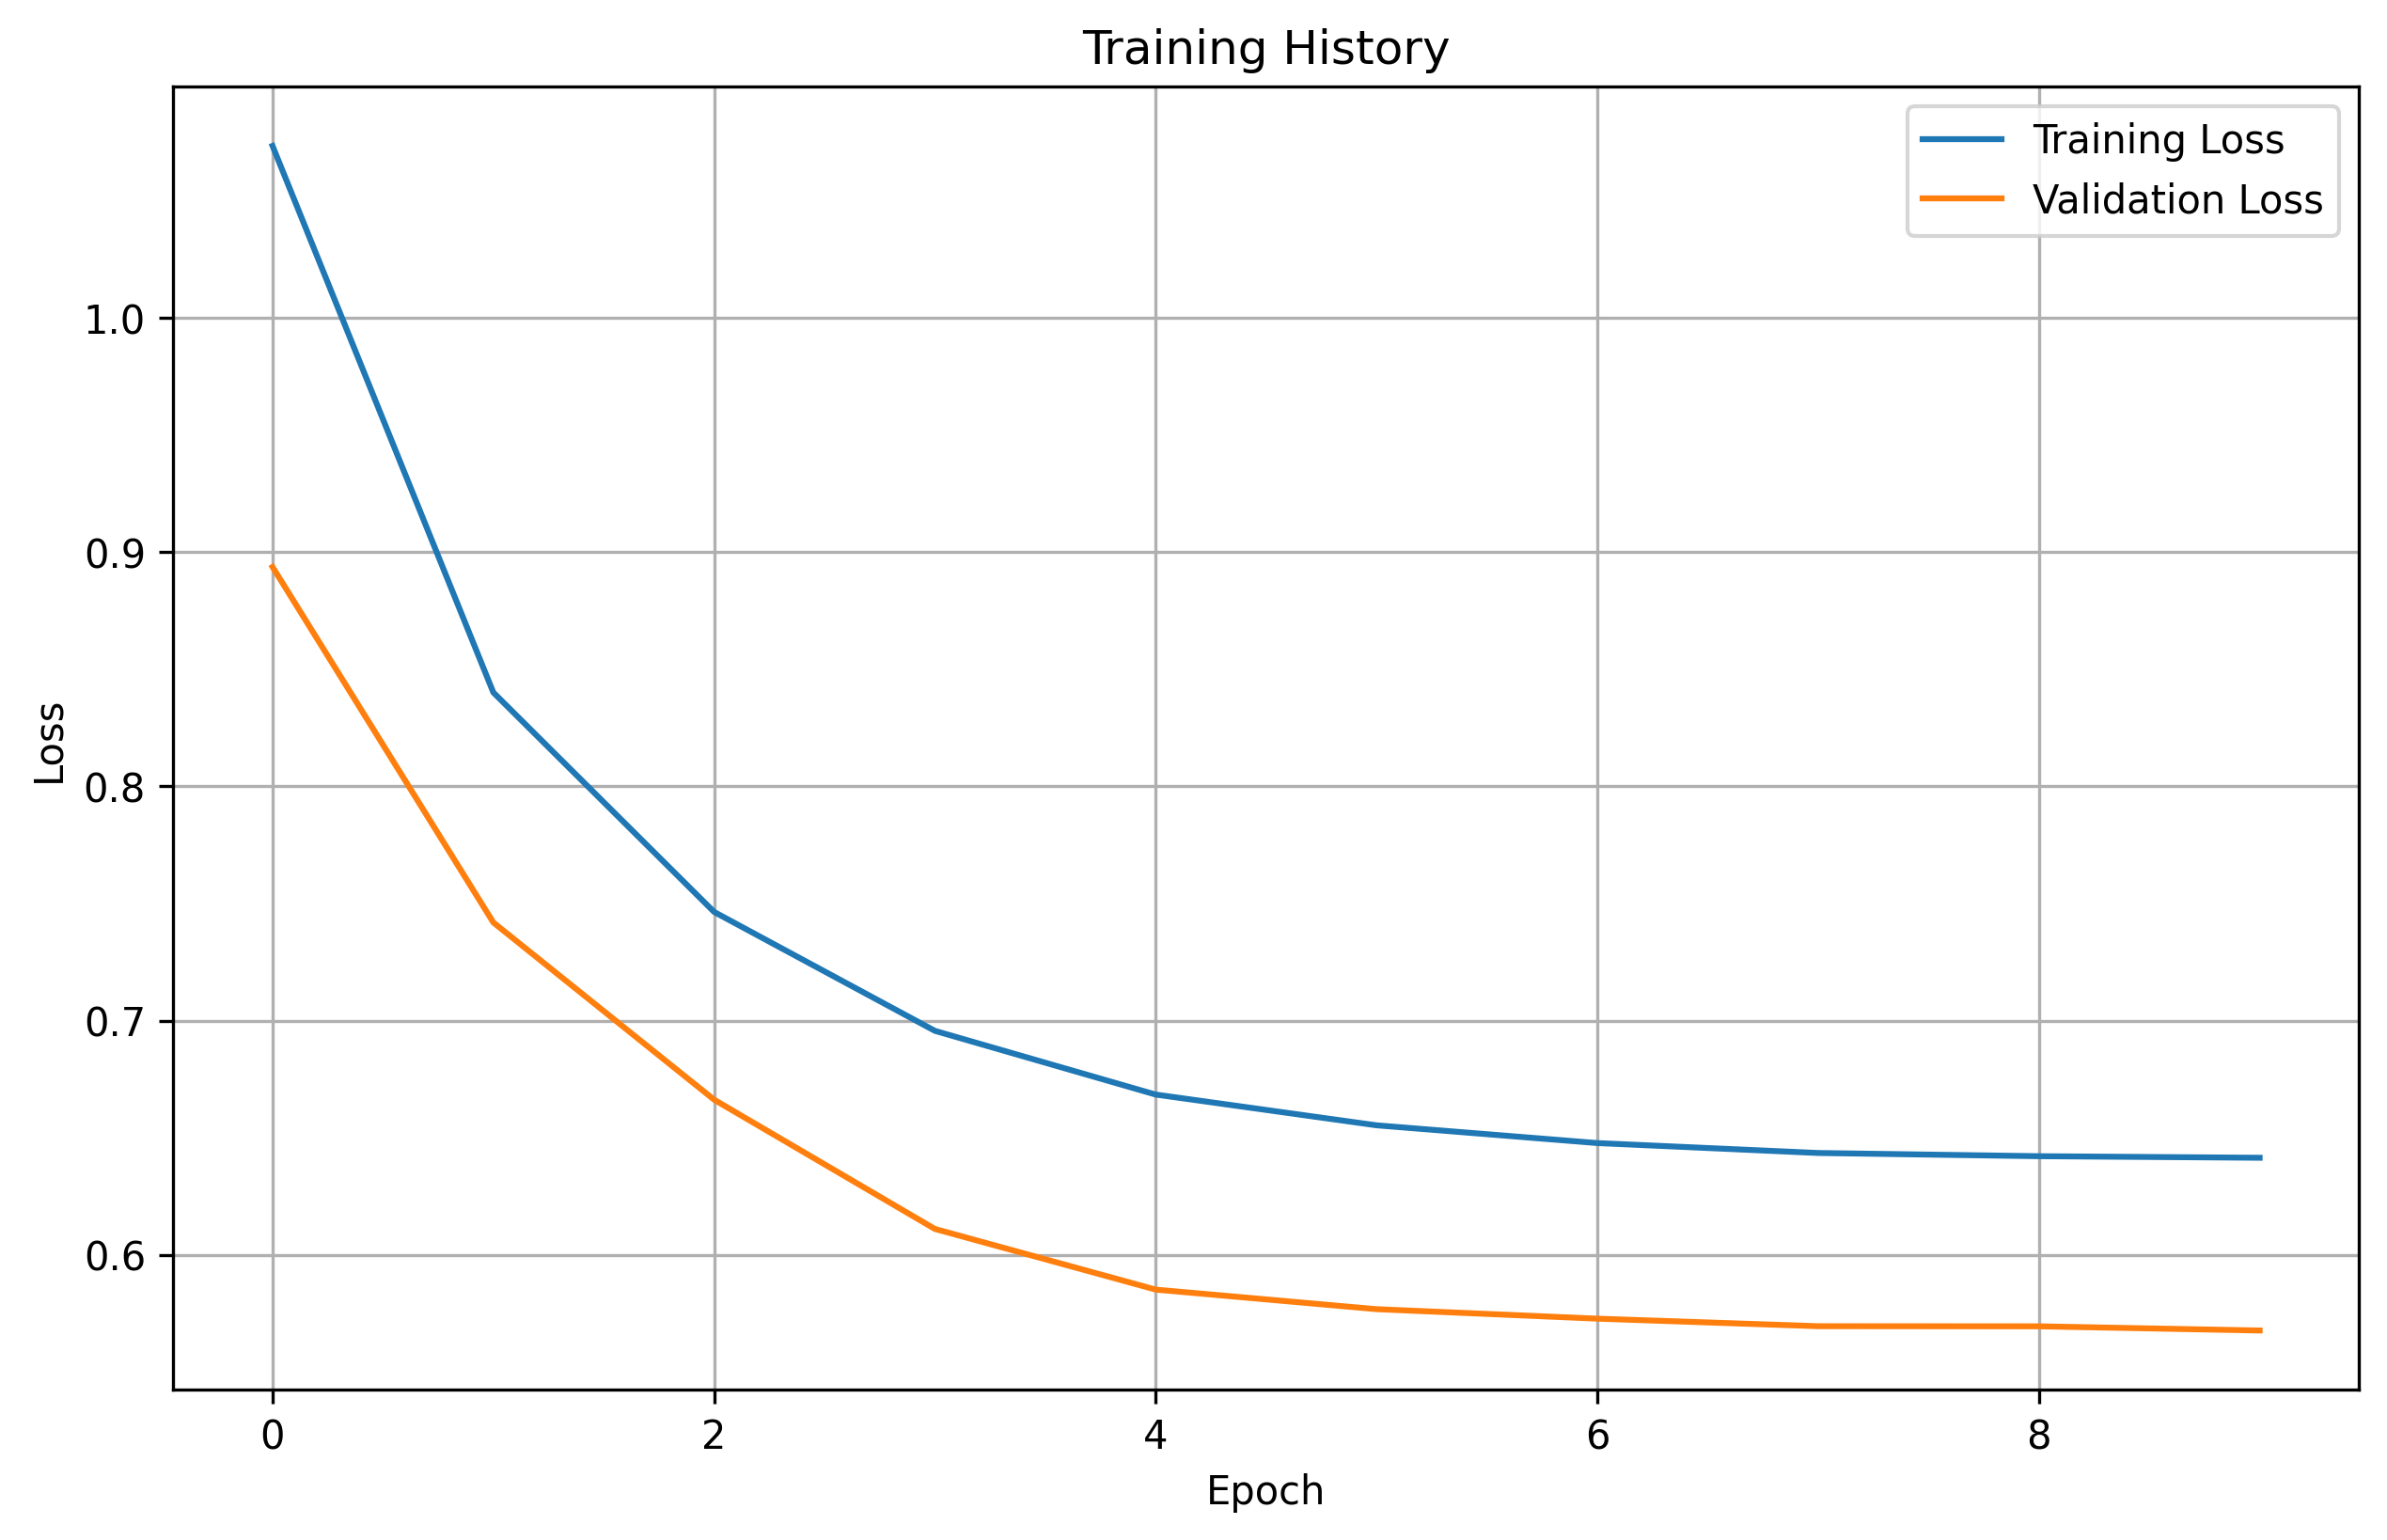 Training History
Training Loss
Validation Loss
1.0
0.9
0.8
0.7
0.6
Loss
0 2 4 6 8
Epoch